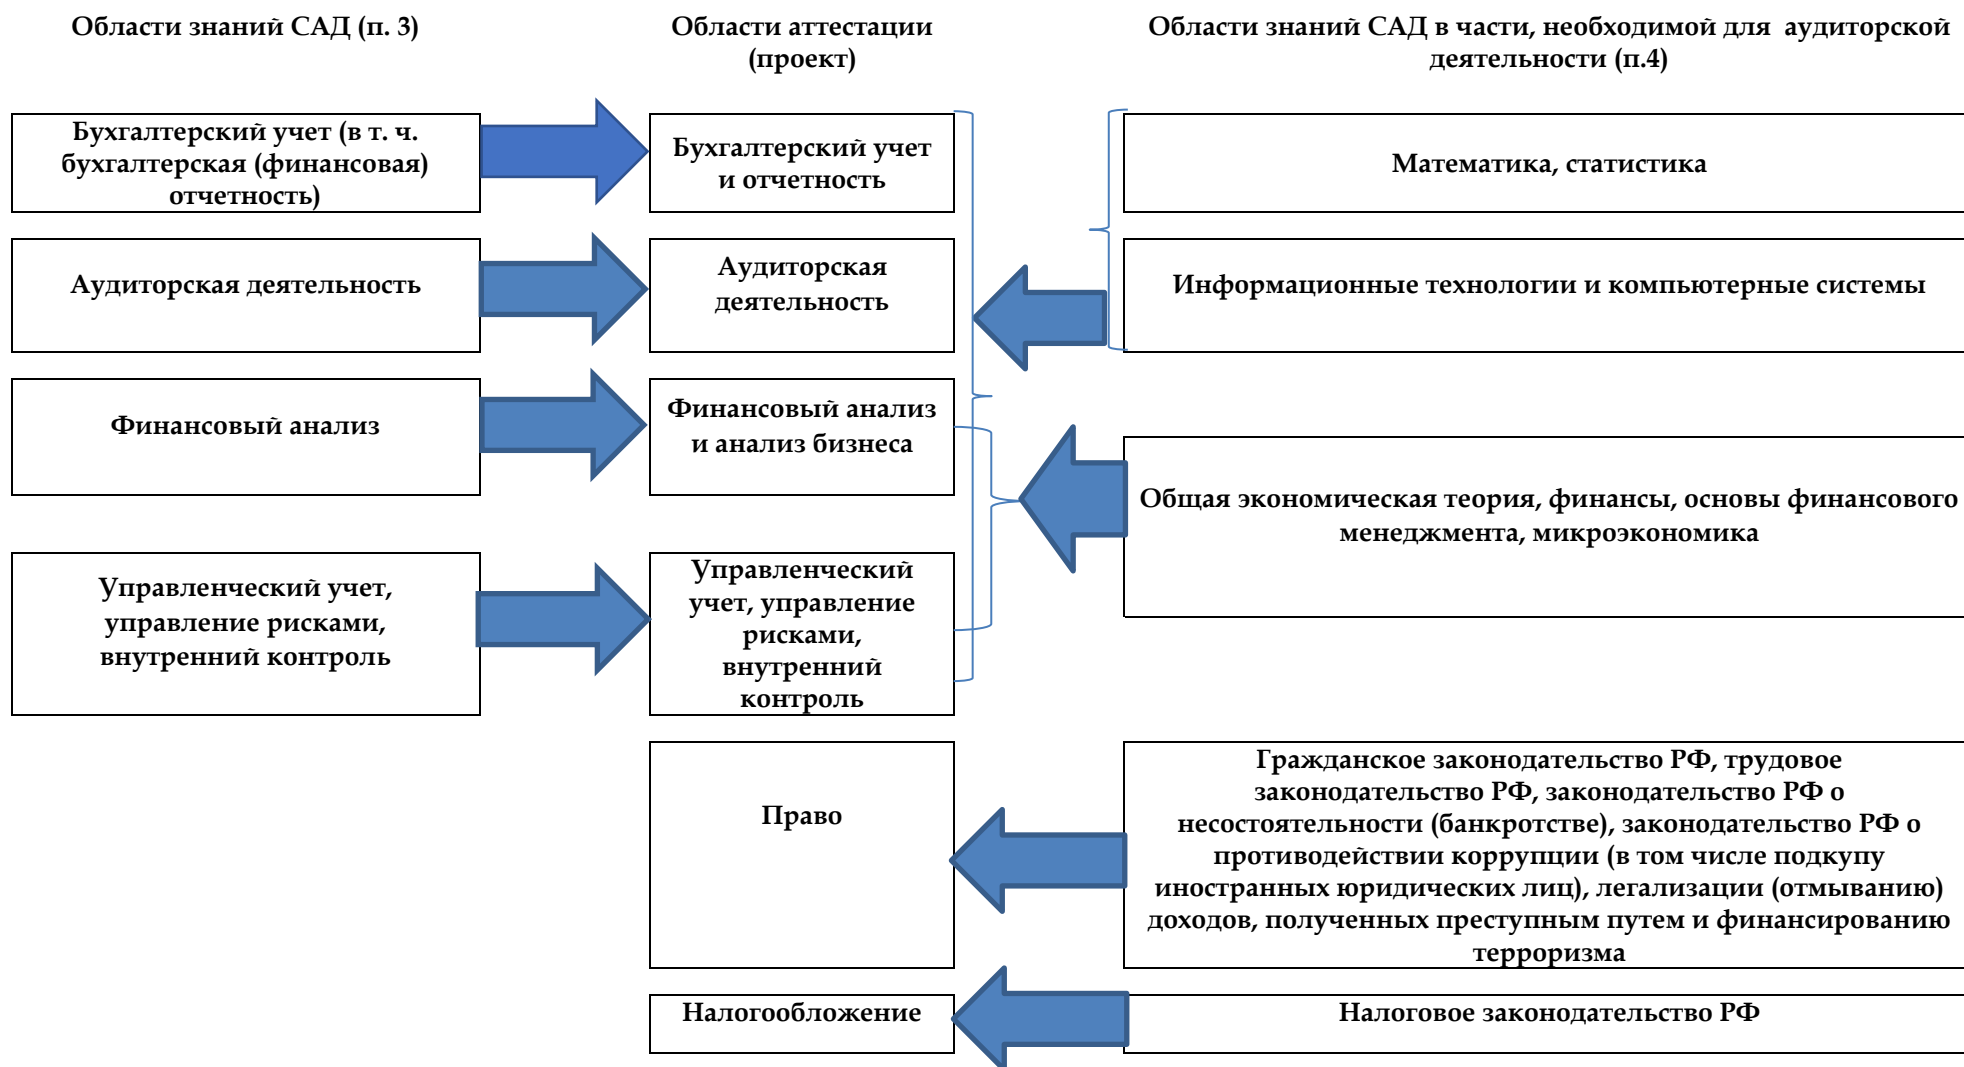 Области знаний САД (п. 3)
Области аттестации
(проект)
Области знаний САД в части, необходимой для аудиторской
деятельности (п.4)
Бухгалтерский учет (в т. ч.
бухгалтерская (финансовая)
отчетность)
Бухгалтерский учет
и отчетность
Математика, статистика
Аудиторская деятельность
Аудиторская
деятельность
Информационные технологии и компьютерные системы
Финансовый анализ
Финансовый анализ
и анализ бизнеса
Общая экономическая теория, финансы, основы финансового
менеджмента, микроэкономика
Управленческий учет,
управление рисками,
внутренний контроль
Управленческий
учет, управление
рисками,
внутренний
контроль
Право
Гражданское законодательство РФ, трудовое
законодательство РФ, законодательство РФ о
несостоятельности (банкротстве), законодательство РФ о
противодействии коррупции (в том числе подкупу
иностранных юридических лиц), легализации (отмыванию)
доходов, полученных преступным путем и финансированию
терроризма
Налогообложение
Налоговое законодательство РФ